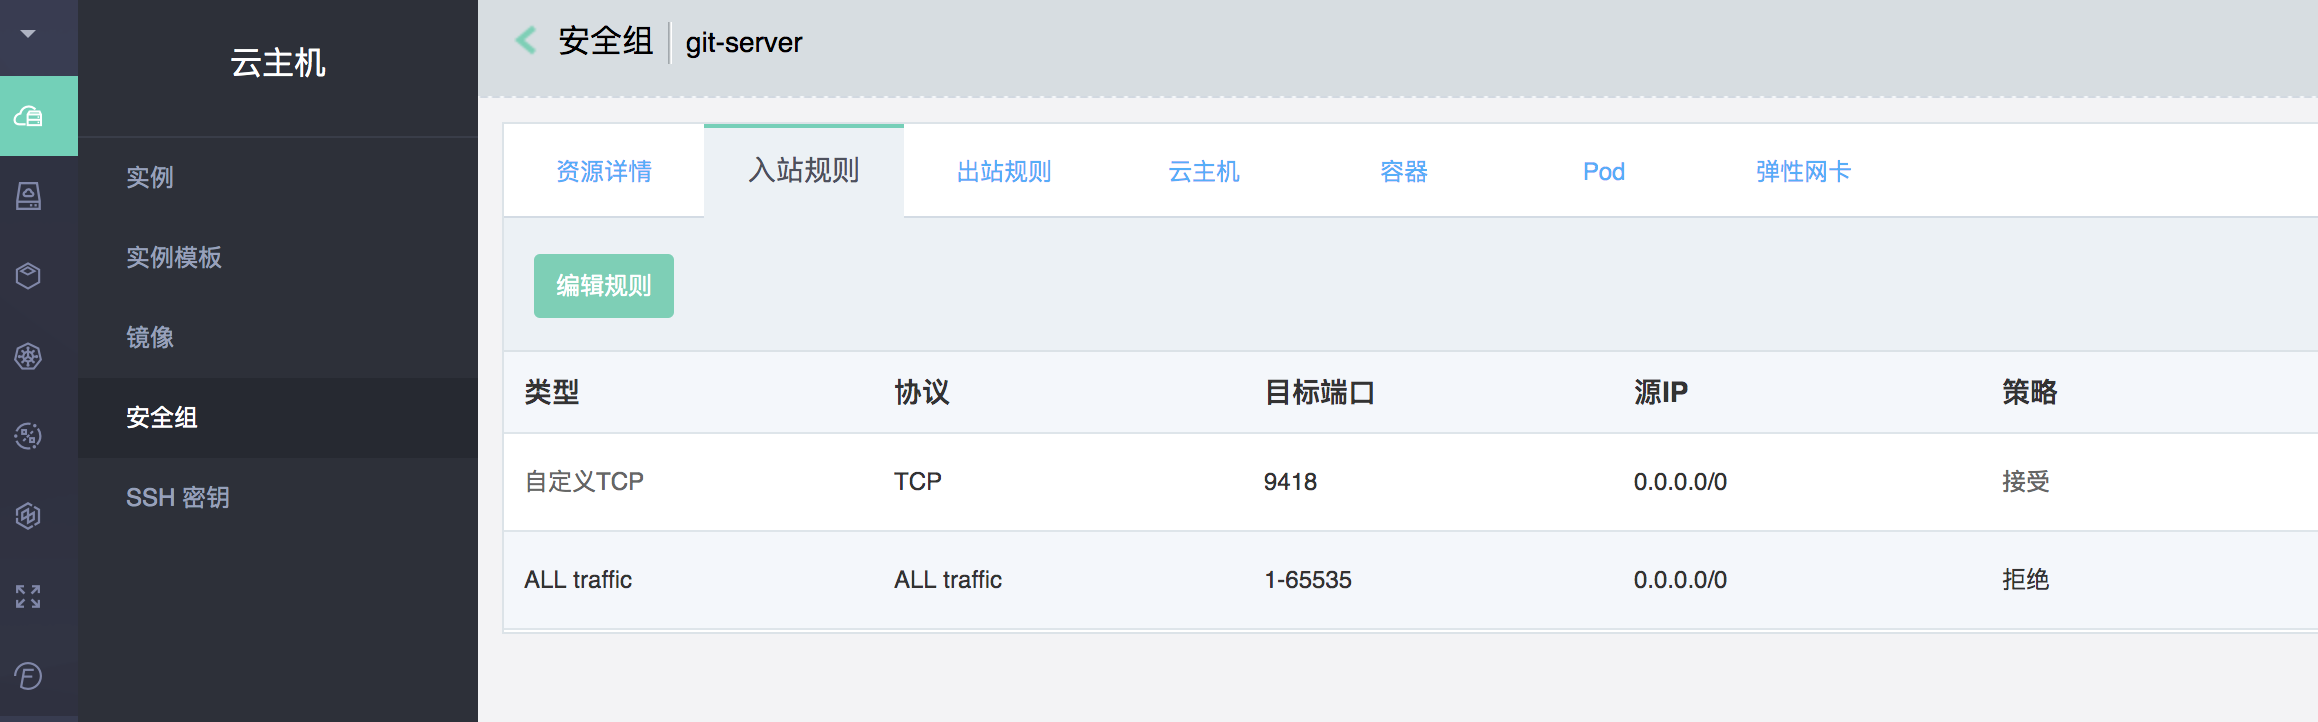 云主机
实例
实例模板
镜像
安全组
SSH 密钥
安全组 git-server
资源详情 入站规则 出站规则 云主机 容器 Pod 弹性网卡
编辑规则
类型 协议 目标端口 源IP 策略
自定义TCP TCP 9418 0.0.0.0/0 接受
ALL traffic ALL traffic 1-65535 0.0.0.0/0 拒绝